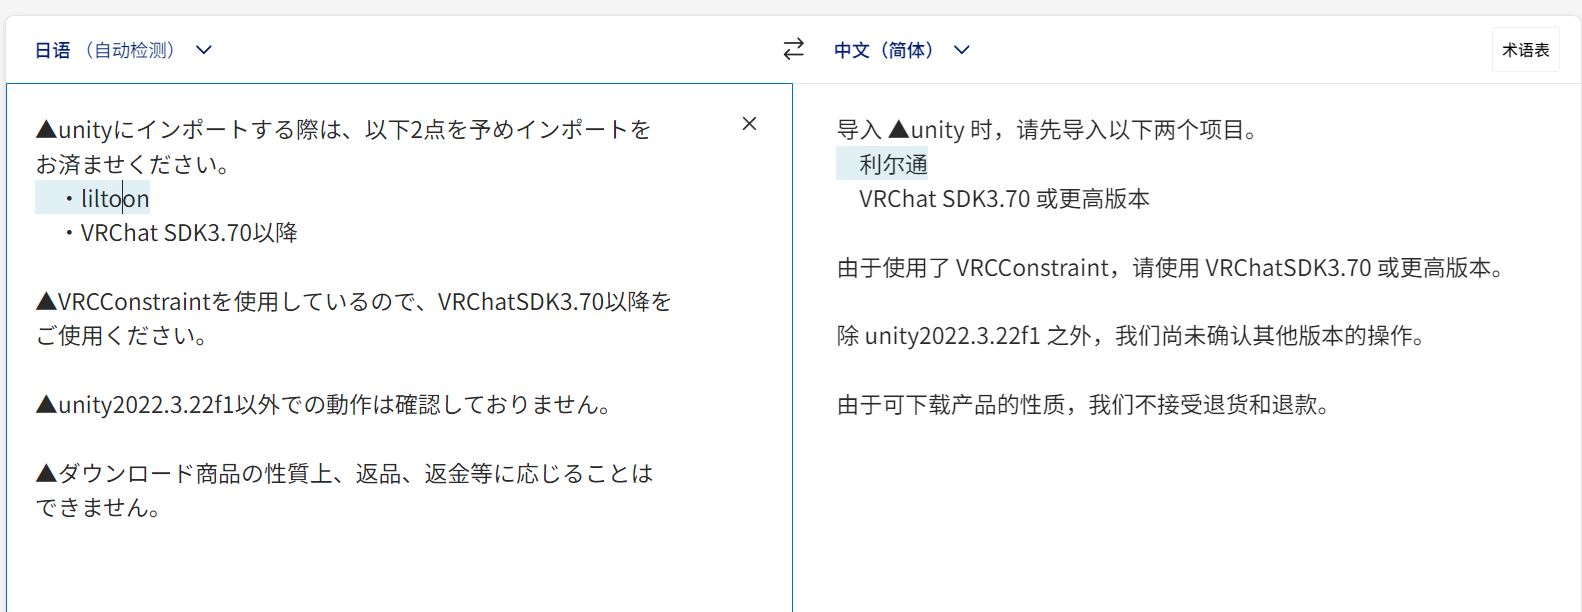 日语 （自动检测）
中文（简体）
术语表
▲unityにインポートする際は、以下2点を予めインポートを
お済ませください。
・liltoon
・VRChat SDK3.70以降
▲VRCConstraintを使用しているので、VRChatSDK3.70以降を
ご使用ください。
▲unity2022.3.22f1以外での動作は確認しておりません。
▲ダウンロード商品の性質上、返品、返金等に応じることは
できません。
导入 ▲unity 时，请先导入以下两个项目。
利尔通
VRChat SDK3.70 或更高版本
由于使用了 VRCConstraint，请使用 VRChatSDK3.70 或更高版本。
除 unity2022.3.22f1 之外，我们尚未确认其他版本的操作。
由于可下载产品的性质，我们不接受退货和退款。